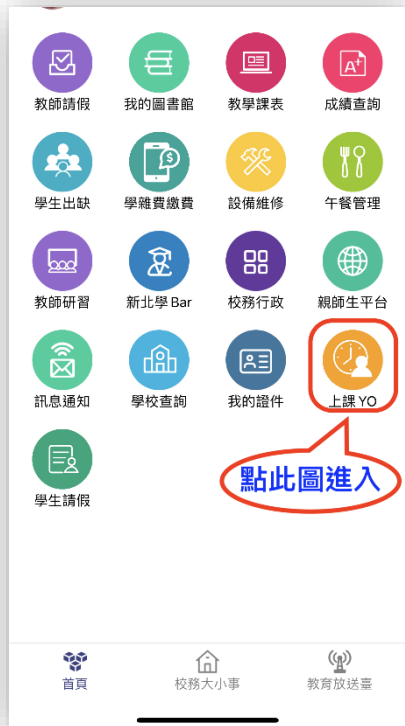 教師請假 我的圖書館 教學課表 成績查詢
學生出缺 學雜費繳費 設備維修 午餐管理
教師研習 新北學 Bar 校務行政 親師生平台
訊息通知 學校查詢 我的證件 上課 YO
學生請假
點此圖進入
首頁 校務大小事 教育放送臺